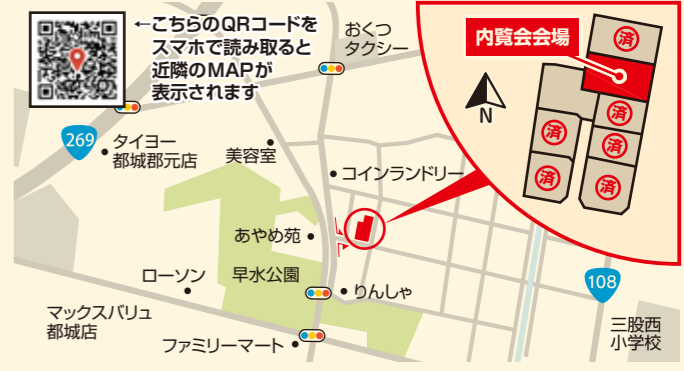 ←こちらのQRコードを
スマホで読み取ると
近隣のMAPが
表示されます
おくつ
タクシー
内覧会会場
済
済
済
済
済
済
N
269
タイヨー
都城郡元店
美容室
コインランドリー
あやめ苑
早水公園
ローソン
りんしゃ
マックスバリュ
都城店
ファミリーマート
108
三股西
小学校